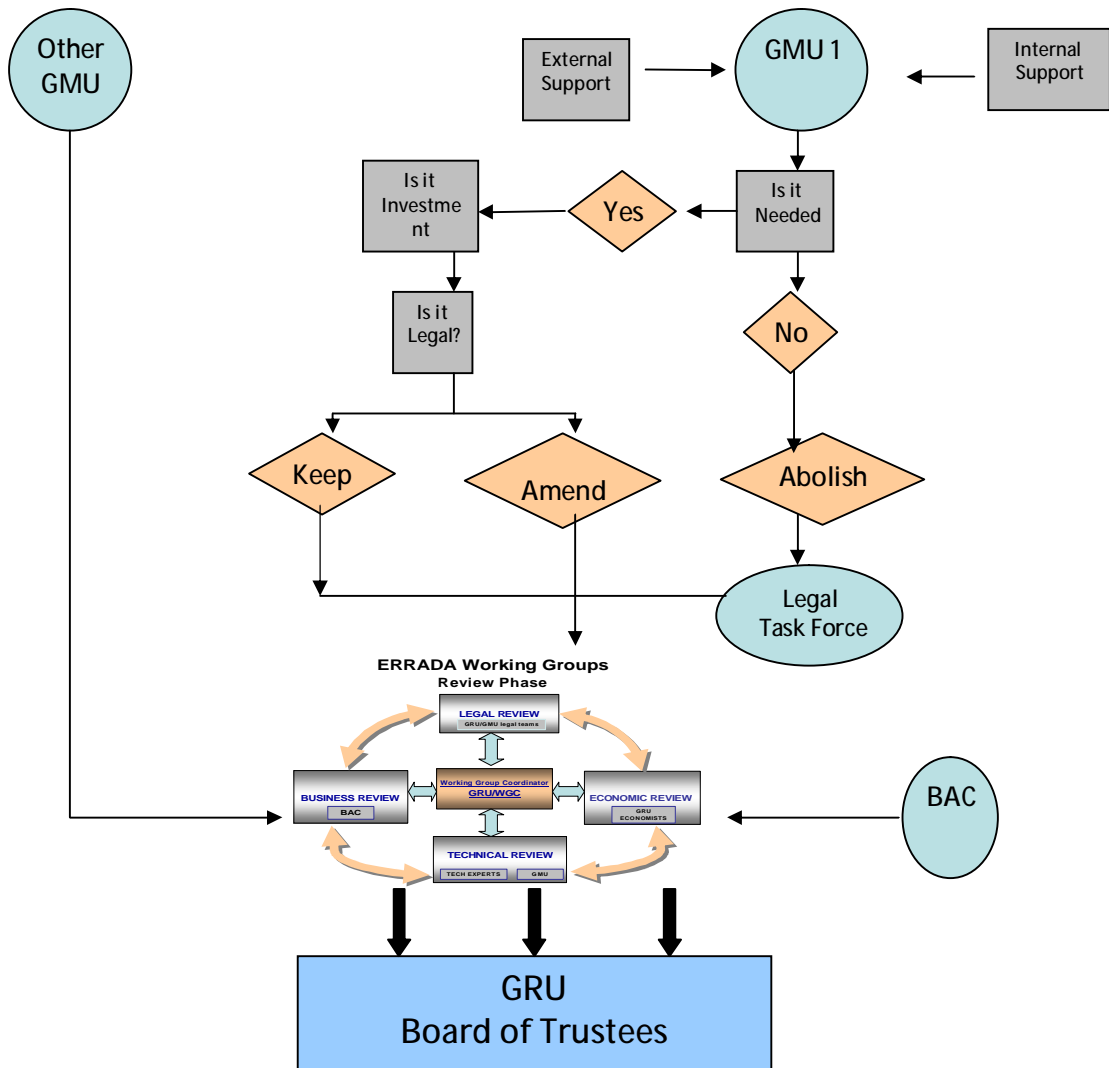 Other
GMU
External
Support
GMU 1
Internal
Support
Is it
Investme
nt
Yes
Is it
Needed
Is it
Legal?
No
Keep
Amend
Abolish
Legal
Task Force
ERRADA Working Groups
Review Phase
LEGAL REVIEW
GRU/GMU legal teams
BUSINESS REVIEW
BAC
Working Group Coordinator
GRU/WGC
ECONOMIC REVIEW
GRU
ECONOMISTS
TECHNICAL REVIEW
TECH EXPERTS
GMU
BAC
GRU
Board of Trustees